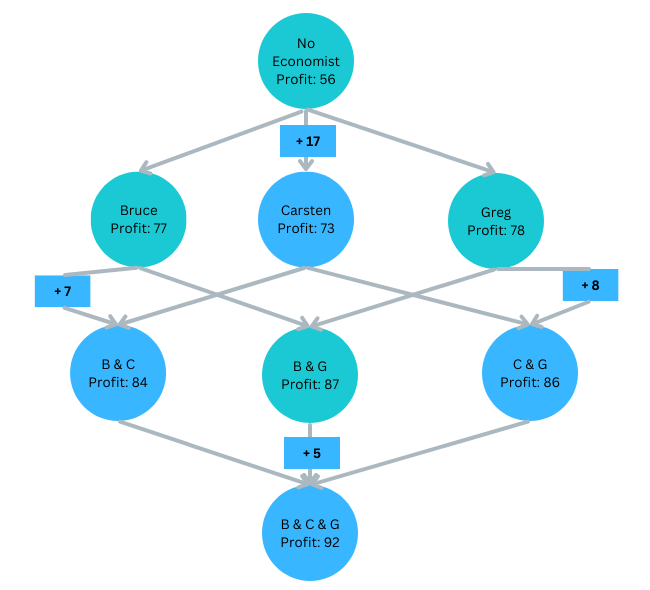 No
Economist
Profit: 56
+ 17
Bruce
Profit: 77
Carsten
Profit: 73
Greg
Profit: 78
+ 7
+ 8
B & C
Profit: 84
B & G
Profit: 87
C & G
Profit: 86
+ 5
B & C & G
Profit: 92